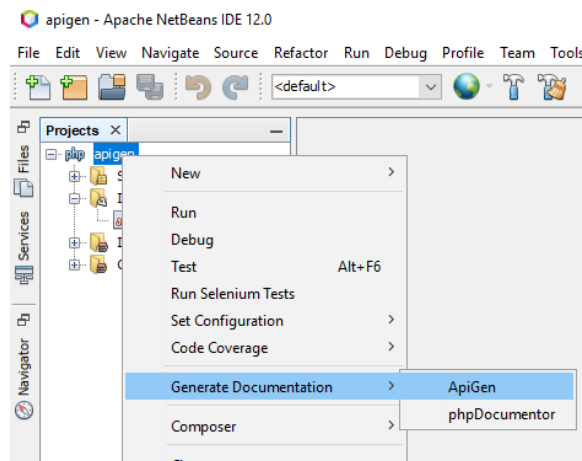 apigen - Apache NetBeans IDE 12.0
File Edit View Navigate Source Refactor Run Debug Profile Team Tools
<default>
Projects
Files
Services
Navigator
php apigen
New
Run
Debug
Test Alt+F6
Run Selenium Tests
Set Configuration
Code Coverage
Generate Documentation
ApiGen
phpDocumentor
Composer